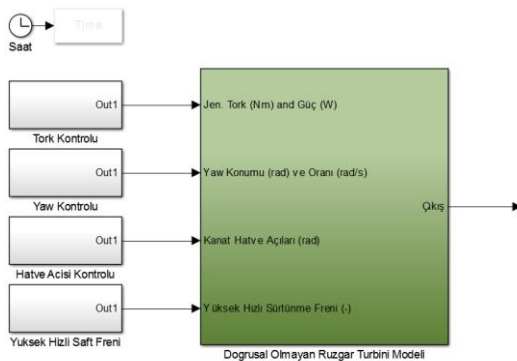 Time
Saat
Out1
Tork Kontrolu
Out1
Yaw Kontrolu
Out1
Hatve Acisi Kontrolu
Out1
Yuksek Hizli Saft Freni
Jen. Tork (Nm) and Güç (W)
Yaw Konumu (rad) ve Oranı (rad/s)
Kanat Hatve Açıları (rad)
Yüksek Hızlı Sürtünme Freni (-)
Çıkış
Dogrusal Olmayan Ruzgar Turbini Modeli